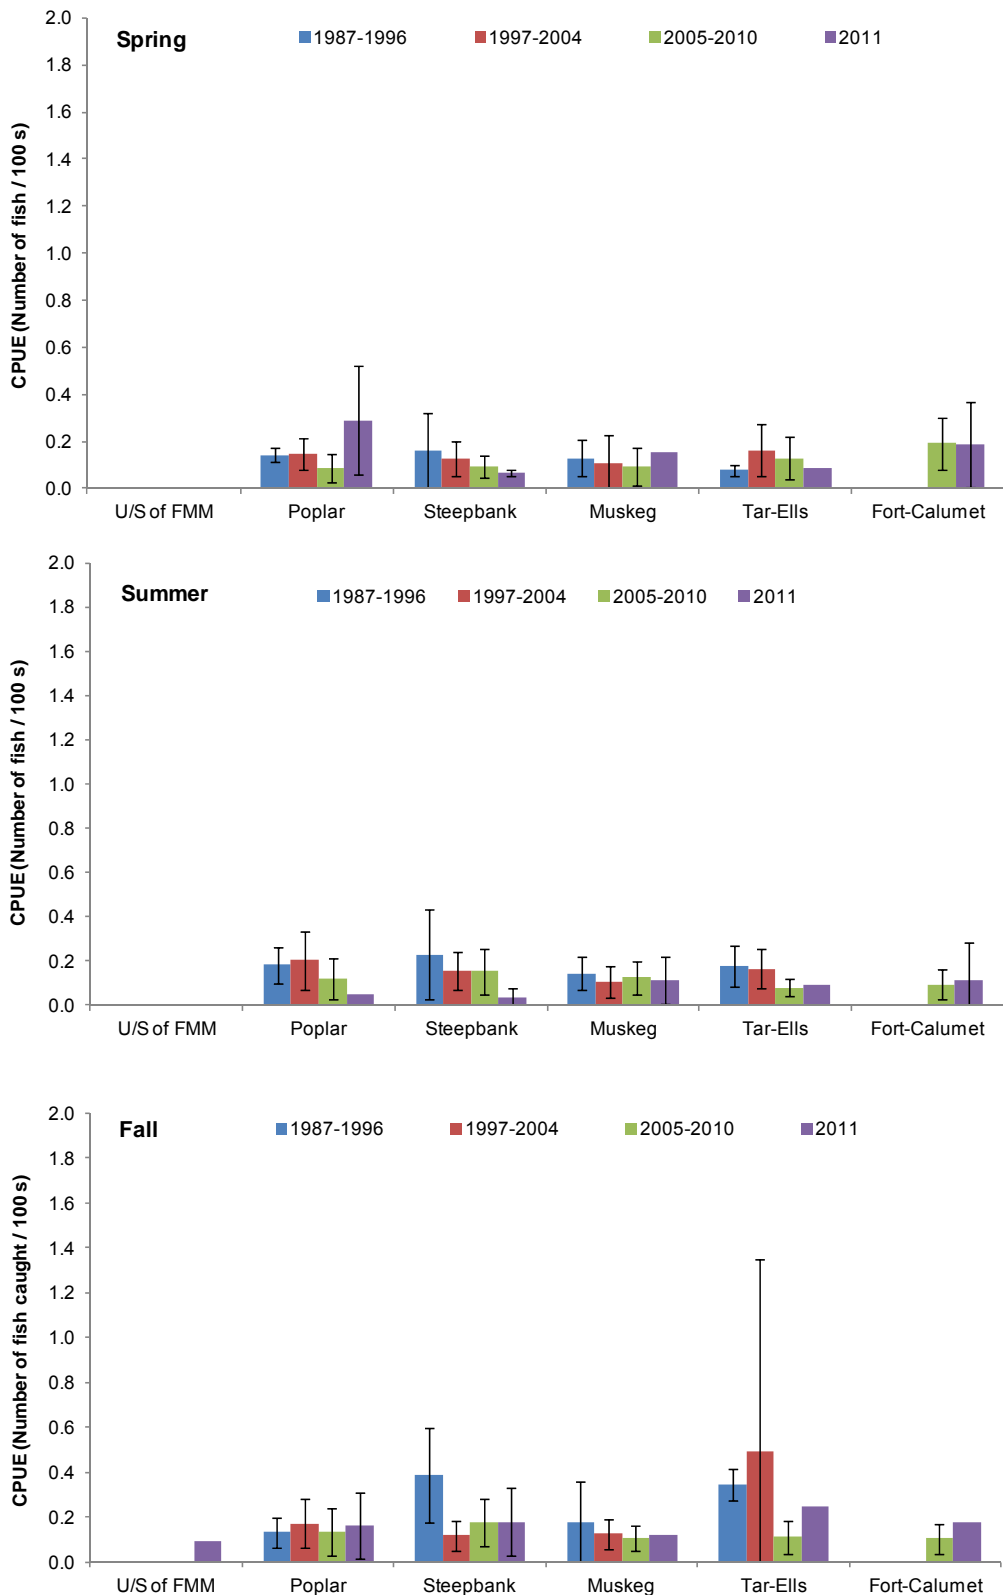 Spring
1987-1996 1997-2004 2005-2010 2011
CPUE (Number of fish / 100 s)
2.0
1.8
1.6
1.4
1.2
1.0
0.8
0.6
0.4
0.2
0.0
U/S of FMM Poplar Steepbank Muskeg Tar-Ells Fort-Calumet
Summer
1987-1996 1997-2004 2005-2010 2011
CPUE (Number of fish / 100 s)
2.0
1.8
1.6
1.4
1.2
1.0
0.8
0.6
0.4
0.2
0.0
U/S of FMM Poplar Steepbank Muskeg Tar-Ells Fort-Calumet
Fall
1987-1996 1997-2004 2005-2010 2011
CPUE (Number of fish caught / 100 s)
2.0
1.8
1.6
1.4
1.2
1.0
0.8
0.6
0.4
0.2
0.0
U/S of FMM Poplar Steepbank Muskeg Tar-Ells Fort-Calumet